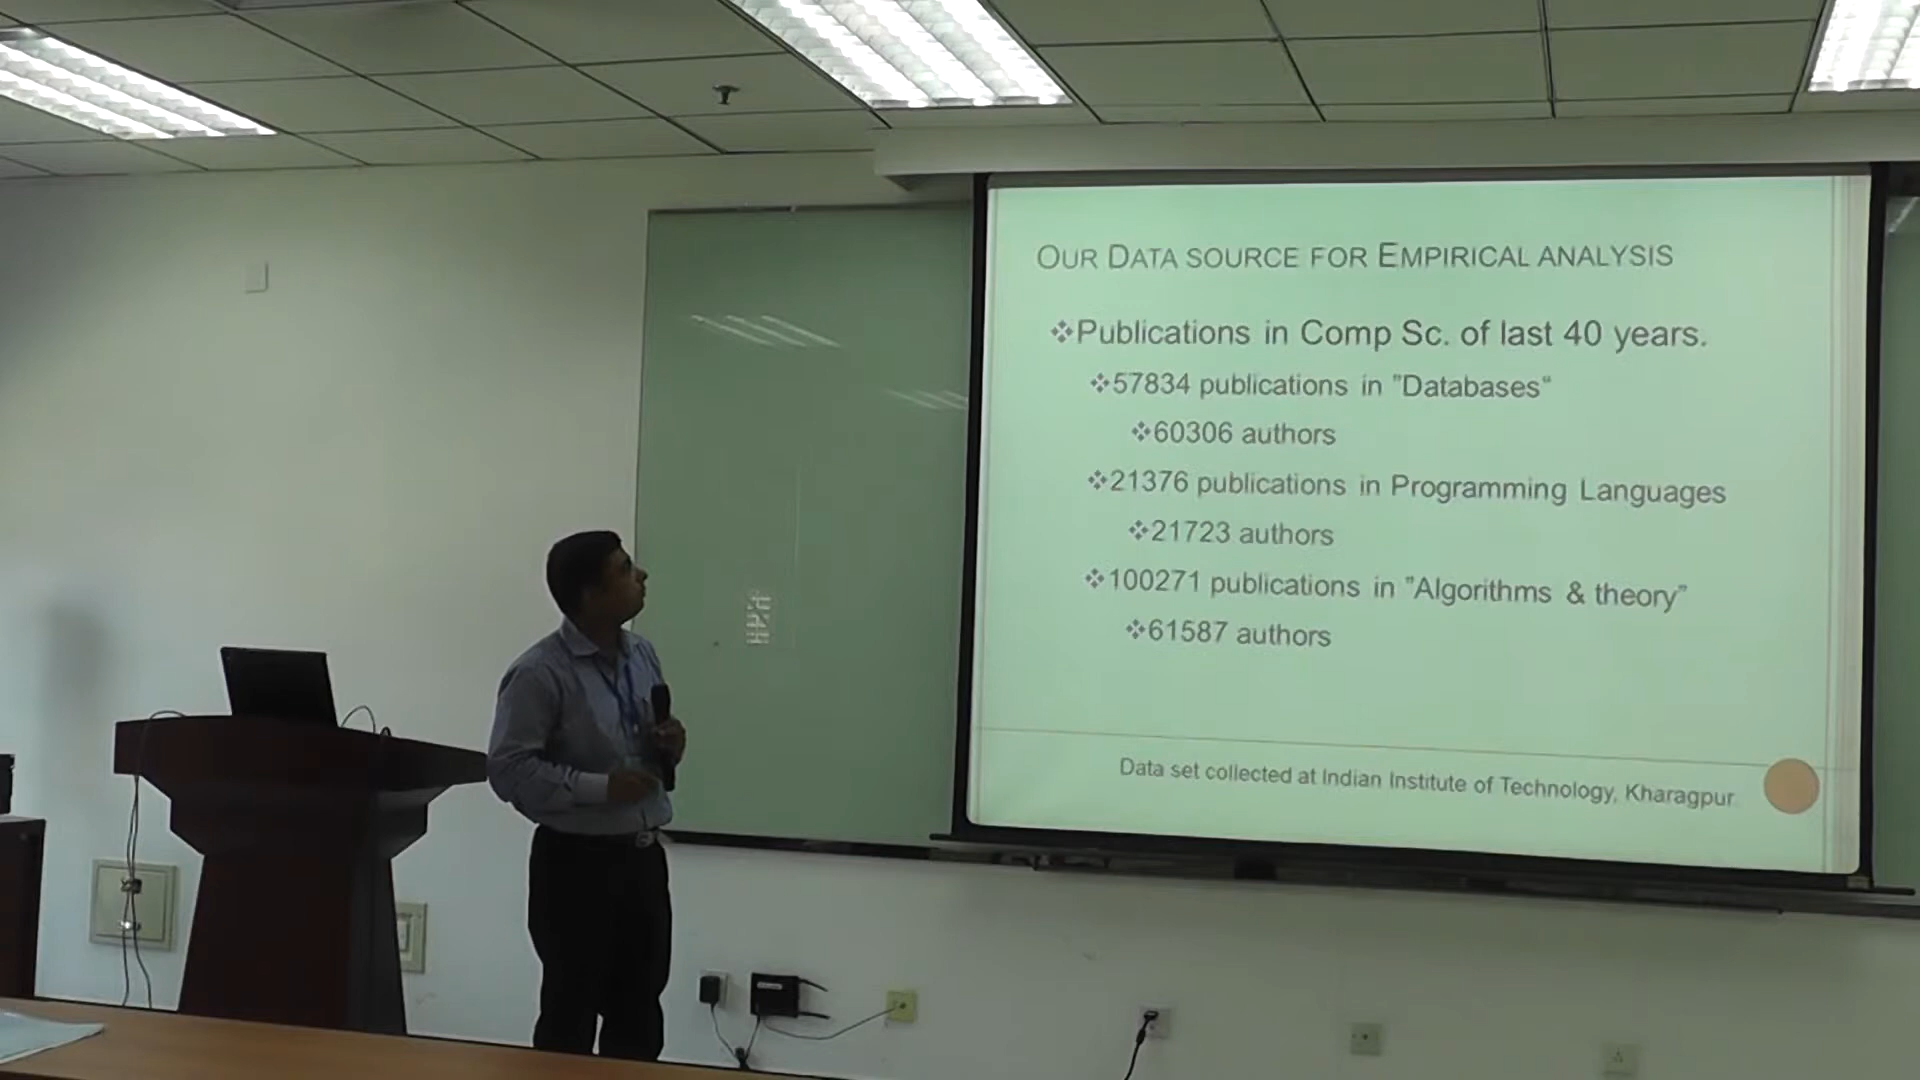 OUR DATA SOURCE FOR EMPIRICAL ANALYSIS
❖Publications in Comp Sc. of last 40 years.
❖57834 publications in ”Databases“
❖60306 authors
❖21376 publications in Programming Languages
❖21723 authors
❖100271 publications in ”Algorithms & theory”
❖61587 authors
Data set collected at Indian Institute of Technology, Kharagpur